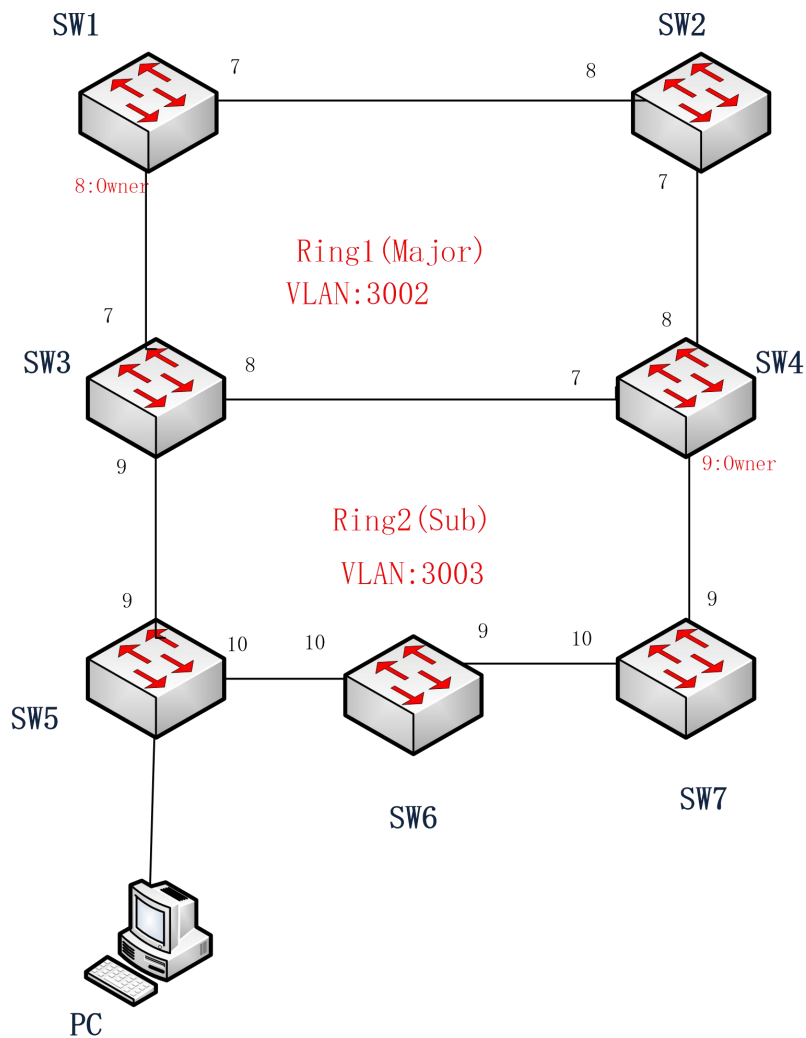 SW1
SW2
7
8
8:Owner
7
Ring1(Major)
VLAN:3002
7
8
SW3
8
7
SW4
9
9:Owner
Ring2(Sub)
VLAN:3003
9
9
10
10
9
10
SW5
SW6
SW7
PC